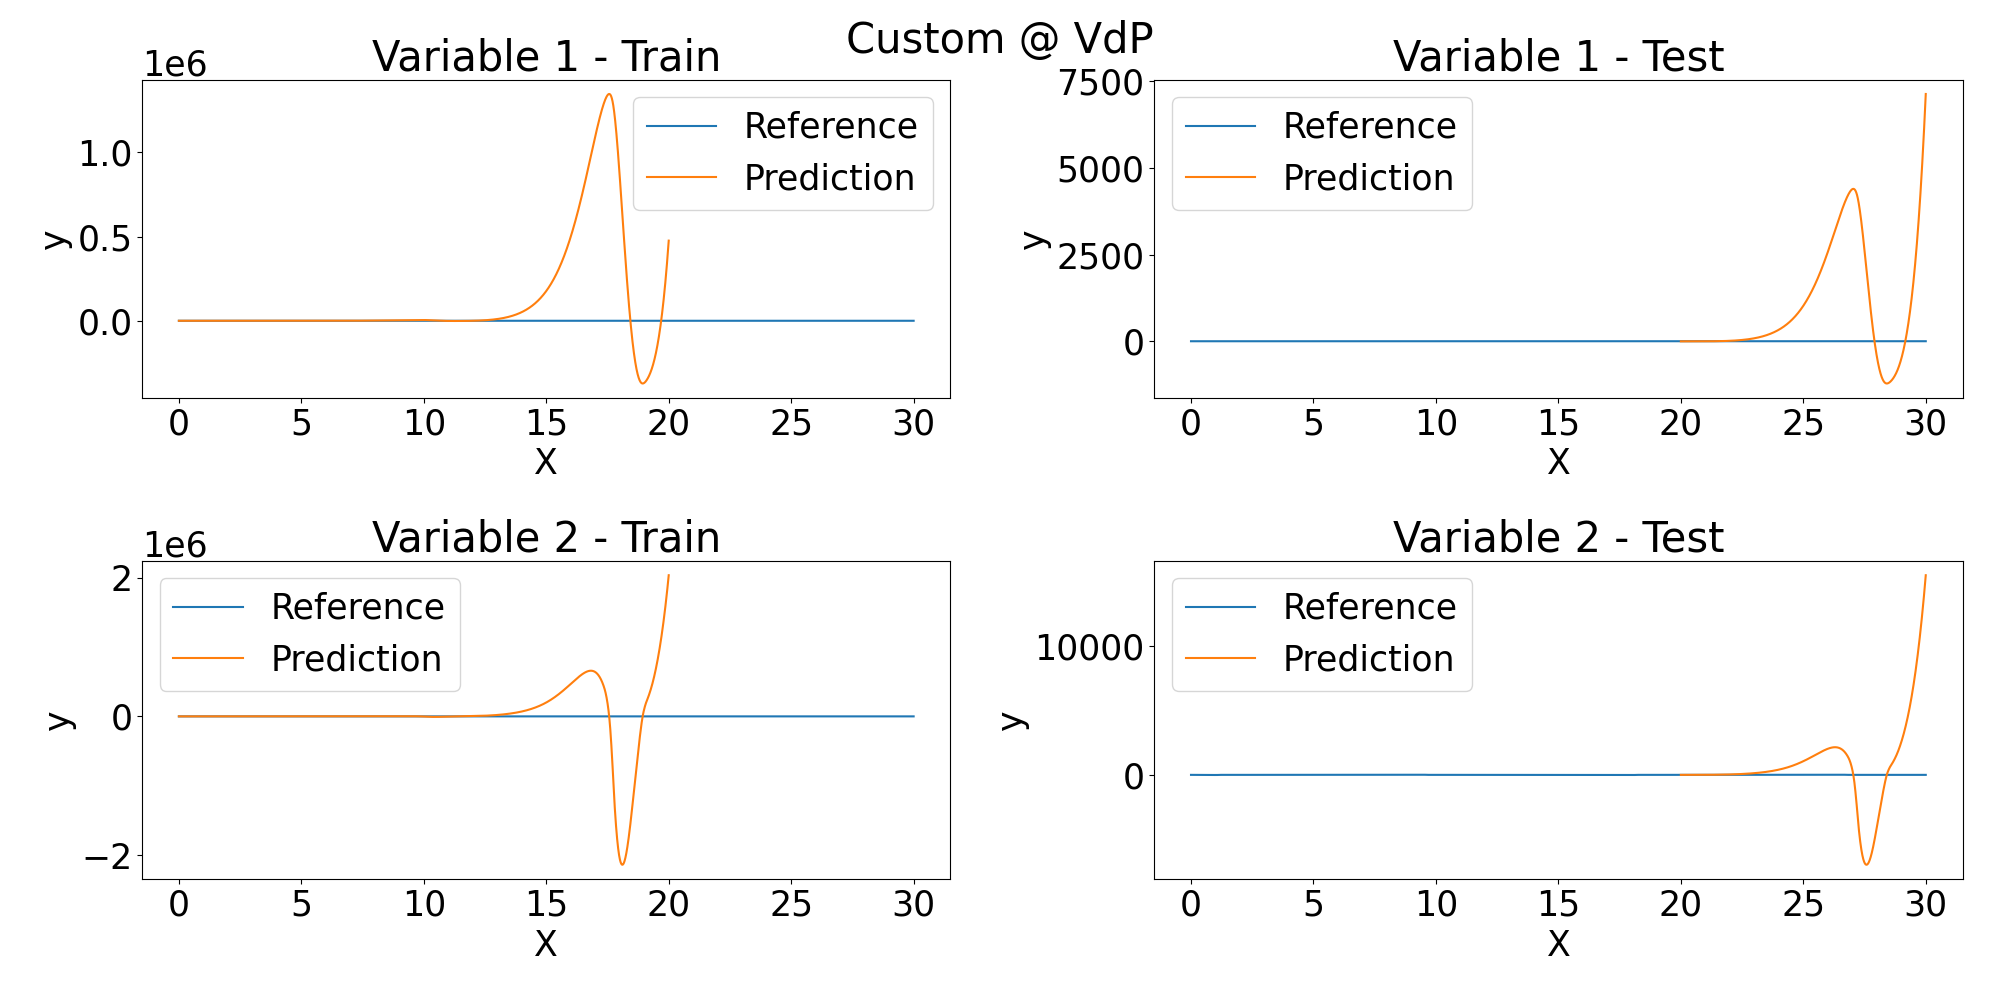 Custom @ VdP
Variable 1 - Train
1e6
1.0
0.5
0.0
y
Reference
Prediction
0 5 10 15 20 25 30
X
Variable 1 - Test
7500
5000
2500
0
y
Reference
Prediction
0 5 10 15 20 25 30
X
Variable 2 - Train
1e6
2
0
−2
y
Reference
Prediction
0 5 10 15 20 25 30
X
Variable 2 - Test
10000
0
y
Reference
Prediction
0 5 10 15 20 25 30
X